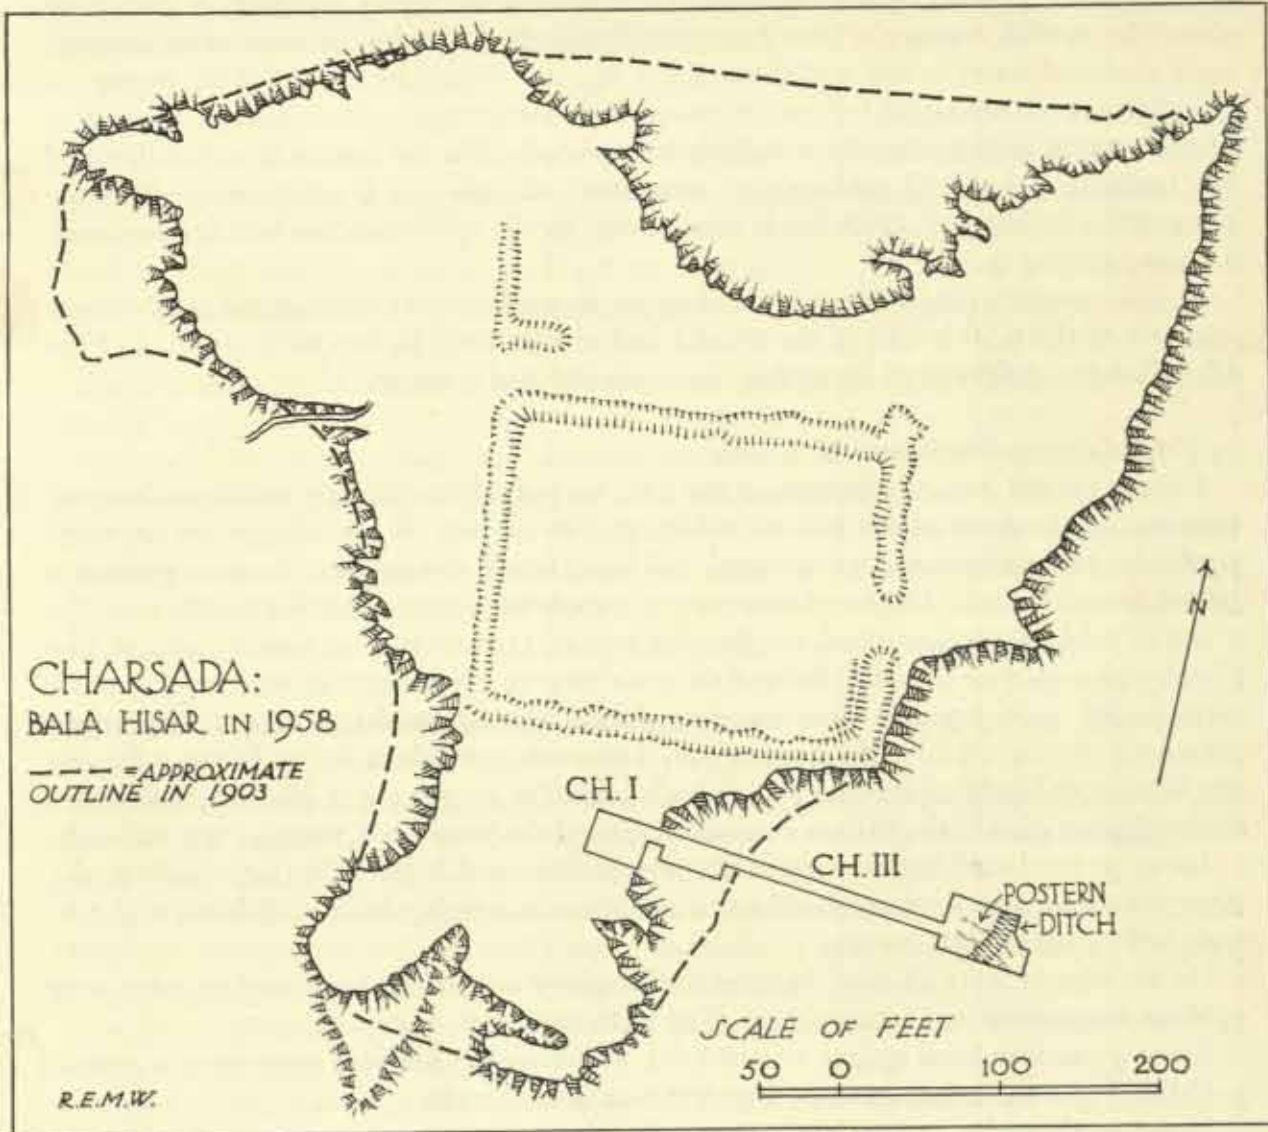 CHARSADA:
BALA HISAR IN 1958
— — — = APPROXIMATE
OUTLINE IN 1903
N
CH. I
CH. III
POSTERN
DITCH
SCALE OF FEET
50 0 100 200
R.E.M.W.